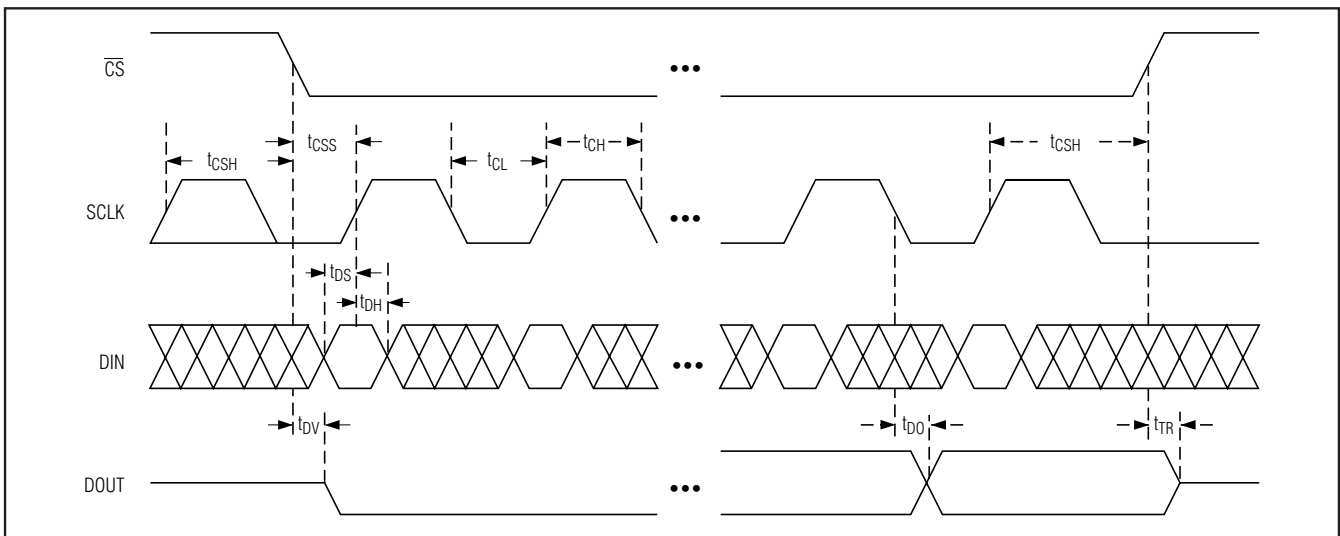 CS
•••
tCSS
tCH
tCSH
tCL
tCSH
SCLK
•••
tDS
tDH
DIN
•••
tDV
tDO
tTR
DOUT
•••